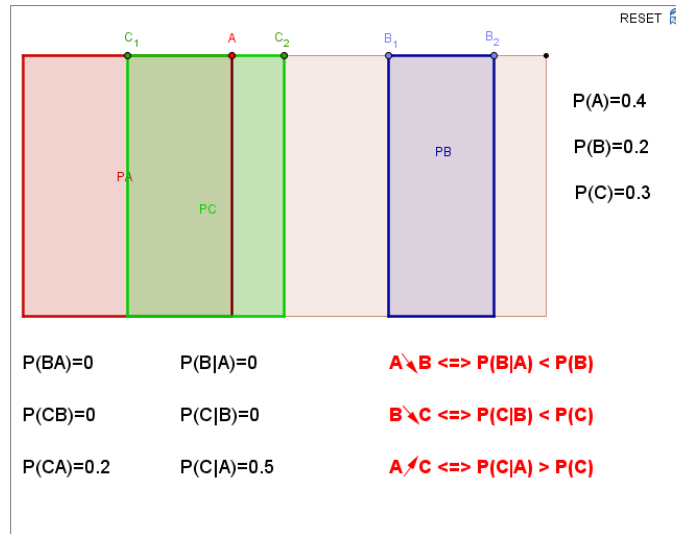 RESET
C₁ A C₂ B₁ B₂
P(A)=0.4
PB
P(B)=0.2
PA
P(C)=0.3
PC
P(BA)=0 P(B|A)=0 A↘B <=> P(B|A) < P(B)
P(CB)=0 P(C|B)=0 B↘C <=> P(C|B) < P(C)
P(CA)=0.2 P(C|A)=0.5 A↗C <=> P(C|A) > P(C)